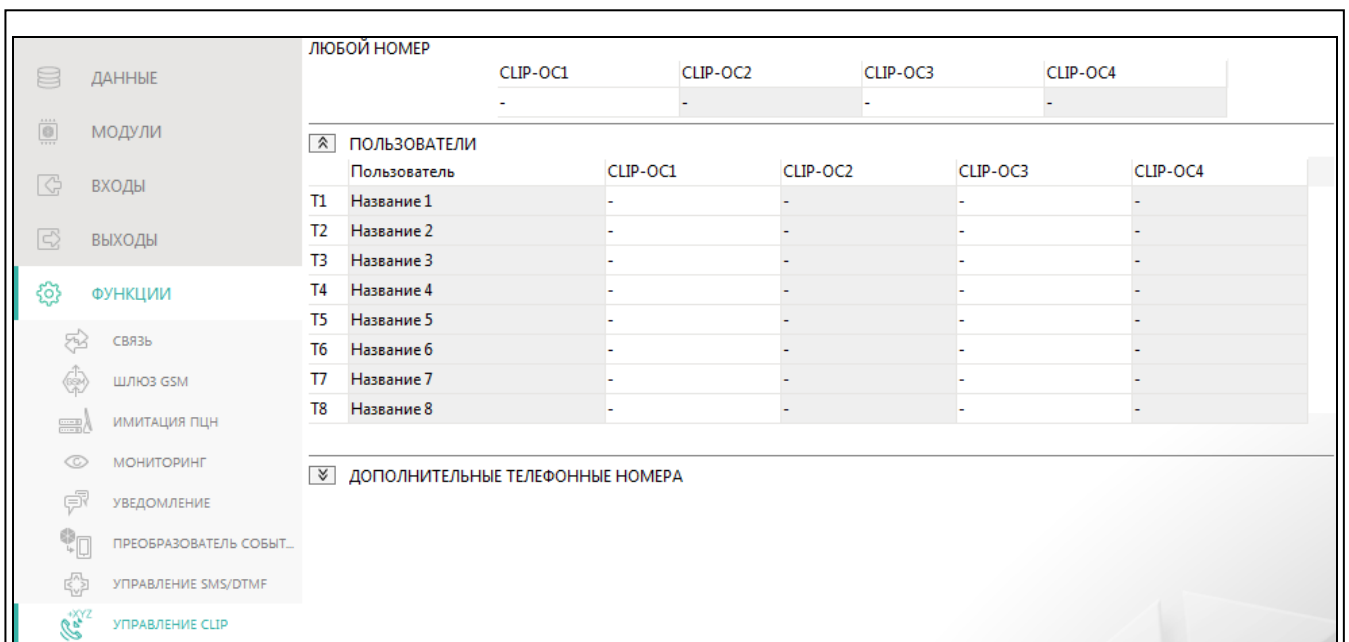 ДАННЫЕ
МОДУЛИ
ВХОДЫ
ВЫХОДЫ
ФУНКЦИИ
СВЯЗЬ
GSM
ШЛЮЗ GSM
ИМИТАЦИЯ ПЦН
МОНИТОРИНГ
УВЕДОМЛЕНИЕ
ПРЕОБРАЗОВАТЕЛЬ СОБЫТ...
УПРАВЛЕНИЕ SMS/DTMF
+XYZ
УПРАВЛЕНИЕ CLIP
ЛЮБОЙ НОМЕР
CLIP-OC1 CLIP-OC2 CLIP-OC3 CLIP-OC4
- - - -
ПОЛЬЗОВАТЕЛИ
Пользователь CLIP-OC1 CLIP-OC2 CLIP-OC3 CLIP-OC4
T1 Название 1 - - - -
T2 Название 2 - - - -
T3 Название 3 - - - -
T4 Название 4 - - - -
T5 Название 5 - - - -
T6 Название 6 - - - -
T7 Название 7 - - - -
T8 Название 8 - - - -
ДОПОЛНИТЕЛЬНЫЕ ТЕЛЕФОННЫЕ НОМЕРА